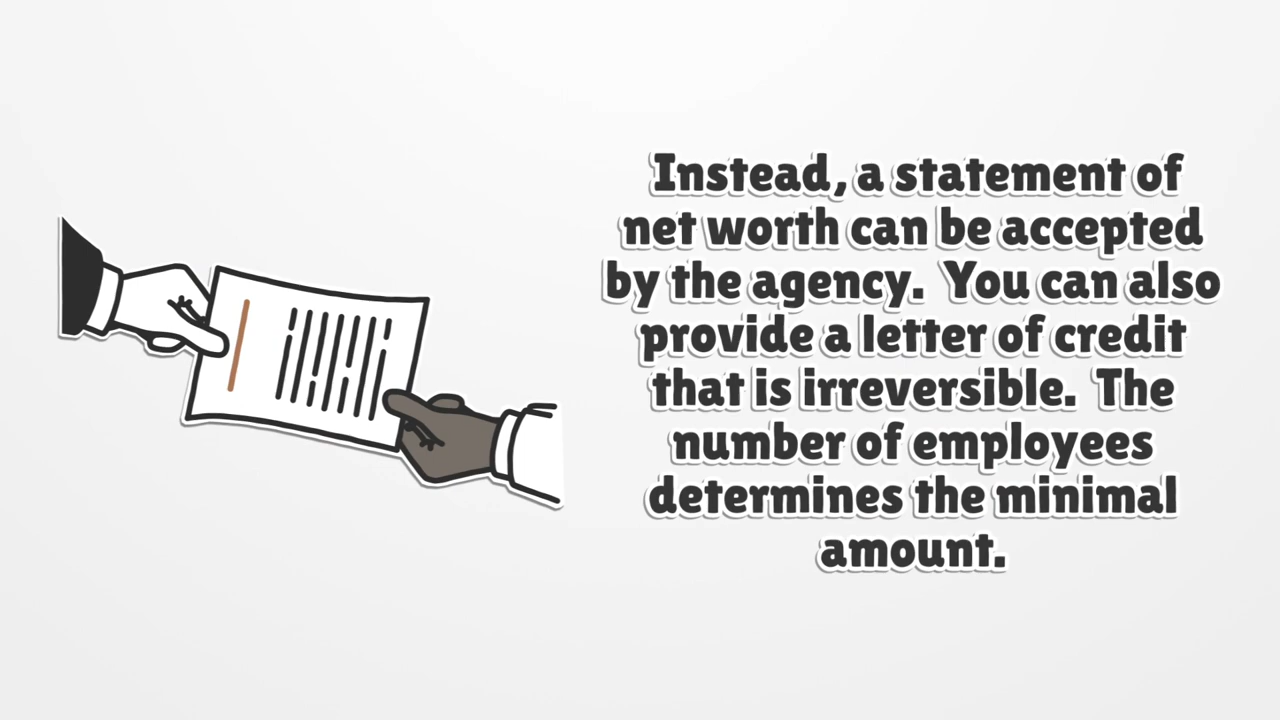 Instead, a statement of
net worth can be accepted
by the agency. You can also
provide a letter of credit
that is irreversible. The
number of employees
determines the minimal
amount.